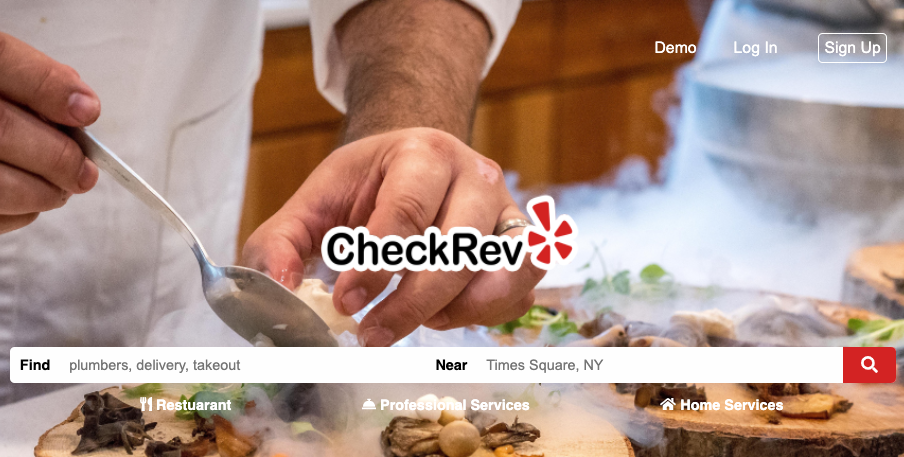 Demo Log In Sign Up
CheckRev
Find plumbers, delivery, takeout Near Times Square, NY
Restuarant Professional Services Home Services